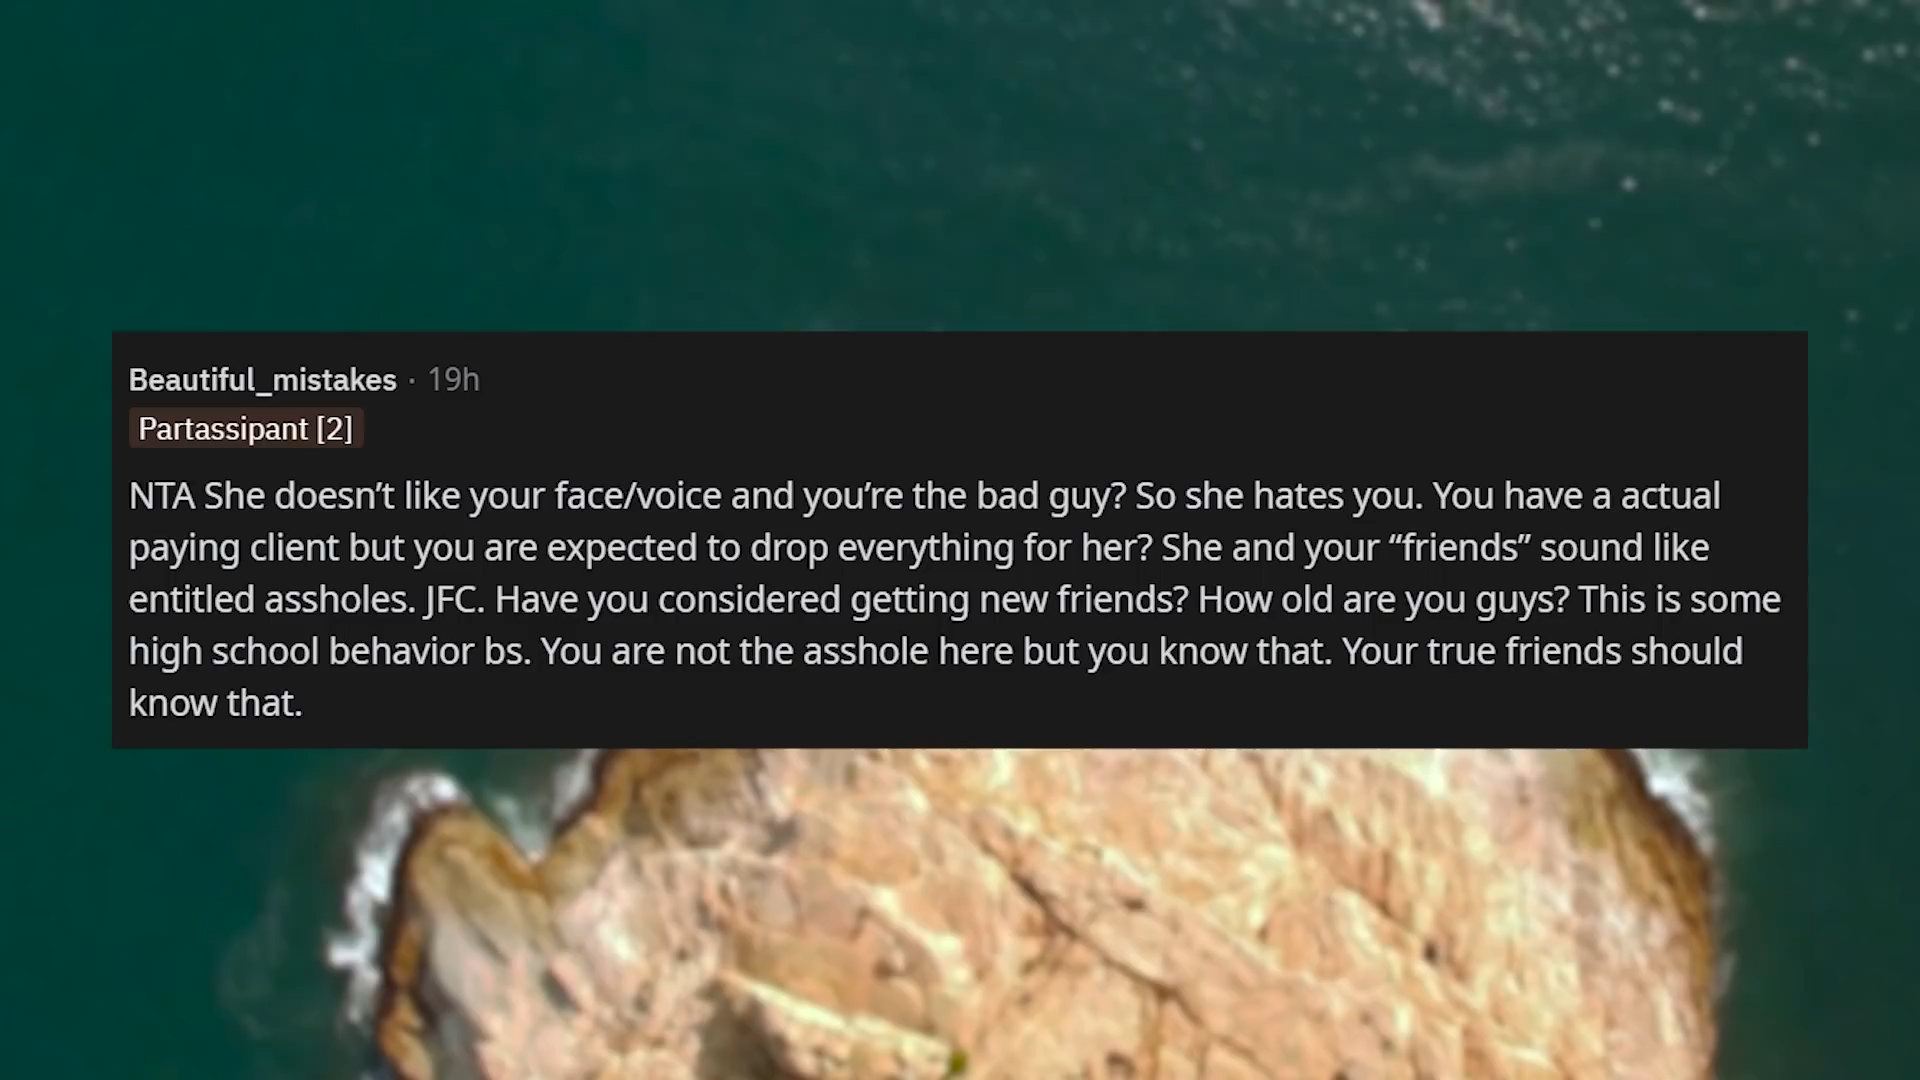 Beautiful_mistakes · 19h
Partassipant [2]
NTA She doesn’t like your face/voice and you’re the bad guy? So she hates you. You have a actual
paying client but you are expected to drop everything for her? She and your “friends” sound like
entitled assholes. JFC. Have you considered getting new friends? How old are you guys? This is some
high school behavior bs. You are not the asshole here but you know that. Your true friends should
know that.